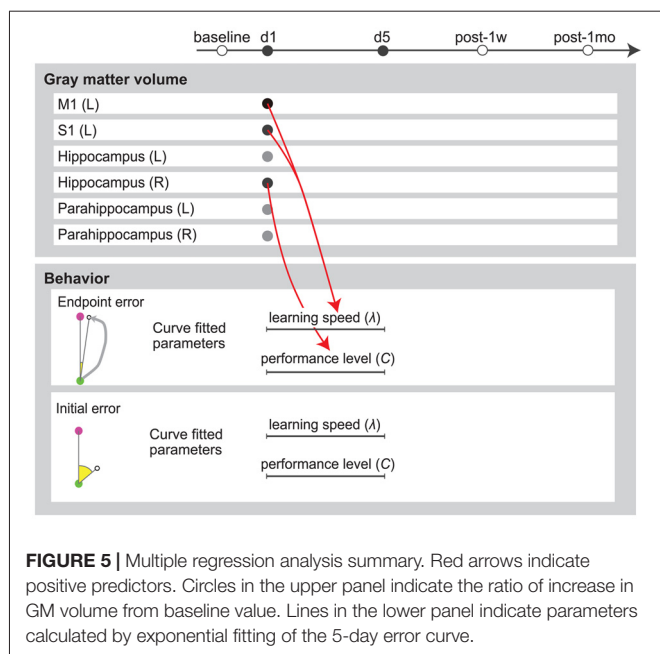 baseline d1 d5 post-1w post-1mo
Gray matter volume
M1 (L)
S1 (L)
Hippocampus (L)
Hippocampus (R)
Parahippocampus (L)
Parahippocampus (R)
Behavior
Endpoint error
Curve fitted
parameters
learning speed (λ)
performance level (C)
Initial error
Curve fitted
parameters
learning speed (λ)
performance level (C)
FIGURE 5 | Multiple regression analysis summary. Red arrows indicate
positive predictors. Circles in the upper panel indicate the ratio of increase in
GM volume from baseline value. Lines in the lower panel indicate parameters
calculated by exponential fitting of the 5-day error curve.